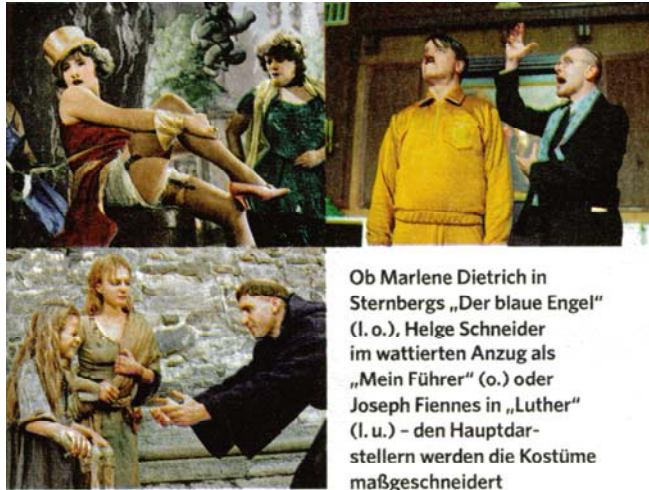 Ob Marlene Dietrich in
Sternbergs „Der blaue Engel“
(l. o.), Helge Schneider
im wattierten Anzug als
„Mein Führer“ (o.) oder
Joseph Fiennes in „Luther“
(l. u.) – den Hauptdar-
stellern werden die Kostüme
maßgeschneidert